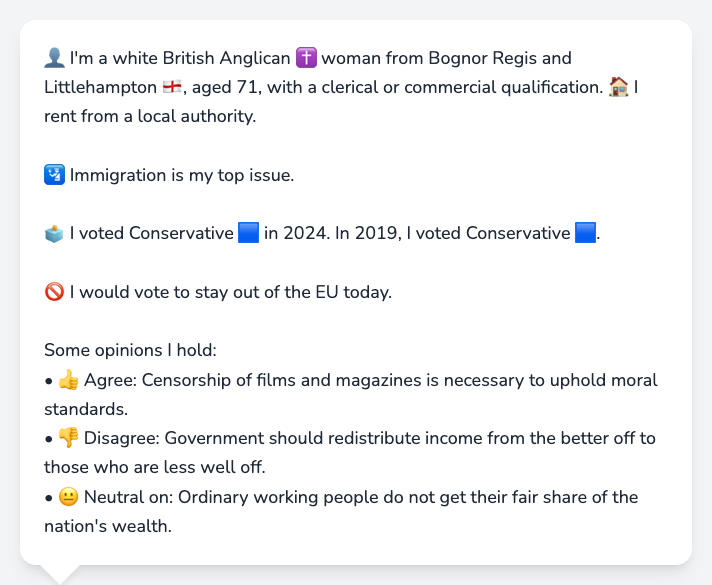 👤 I'm a white British Anglican ✝️ woman from Bognor Regis and
Littlehampton 🏴󠁧󠁢󠁥󠁮󠁧󠁿, aged 71, with a clerical or commercial qualification. 🏠 I
rent from a local authority.
🛂 Immigration is my top issue.
🗳️ I voted Conservative 🟦 in 2024. In 2019, I voted Conservative 🟦.
🚫 I would vote to stay out of the EU today.
Some opinions I hold:
• 👍 Agree: Censorship of films and magazines is necessary to uphold moral
standards.
• 👎 Disagree: Government should redistribute income from the better off to
those who are less well off.
• 😐 Neutral on: Ordinary working people do not get their fair share of the
nation's wealth.